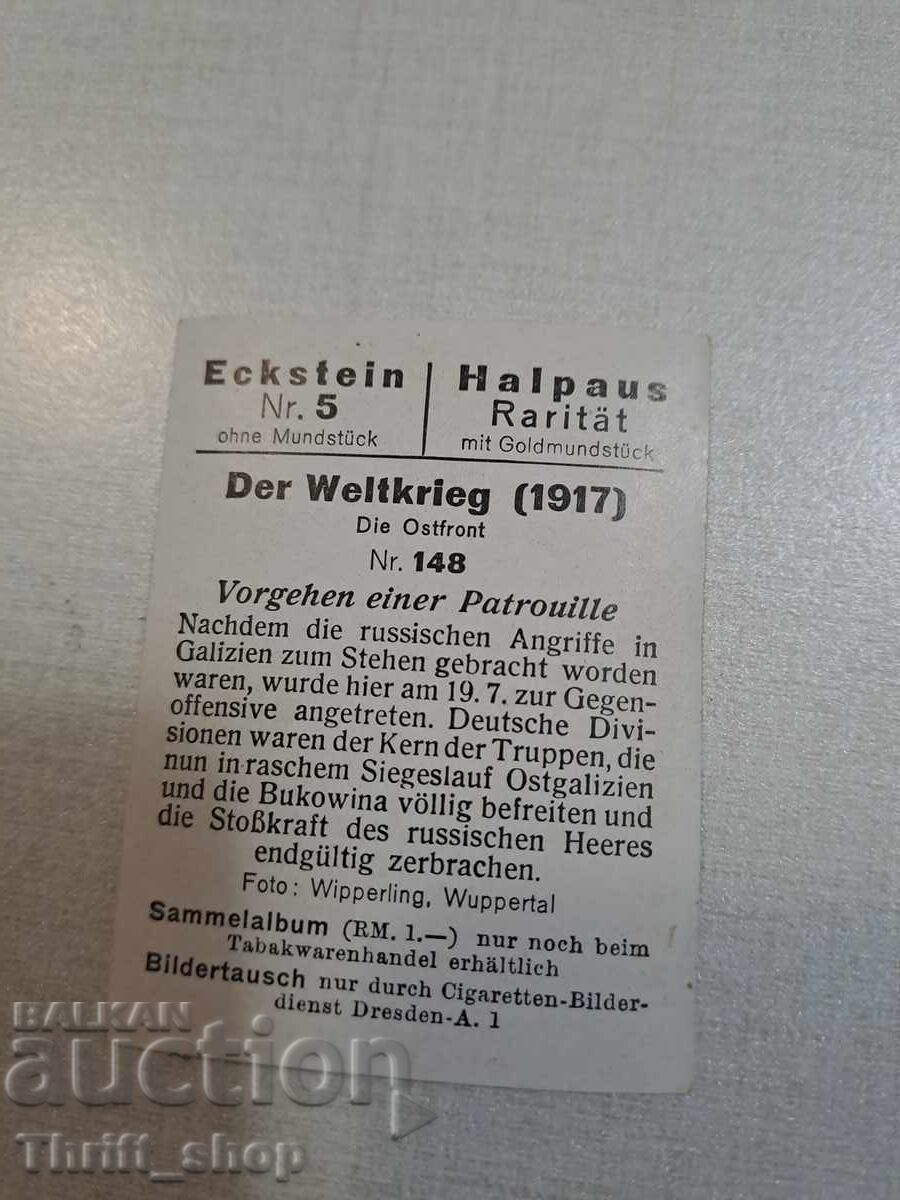 Eckstein
Nr. 5
ohne Mundstück
Halpaus
Rarität
mit Goldmundstück
Der Weltkrieg (1917)
Die Ostfront
Nr. 148
Vorgehen einer Patrouille
Nachdem die russischen Angriffe in
Galizien zum Stehen gebracht worden
waren, wurde hier am 19. 7. zur Gegen-
offensive angetreten. Deutsche Divi-
sionen waren der Kern der Truppen, die
nun in raschem Siegeslauf Ostgalizien
und die Bukowina völlig befreiten und
die Stoßkraft des russischen Heeres
endgültig zerbrachen.
Foto: Wipperling, Wuppertal
Sammelalbum (RM. 1.—) nur noch beim
Tabakwarenhandel erhältlich
Bildertausch nur durch Cigaretten-Bilder-
dienst Dresden-A. 1
BALKAN
auction
Thrift_shop